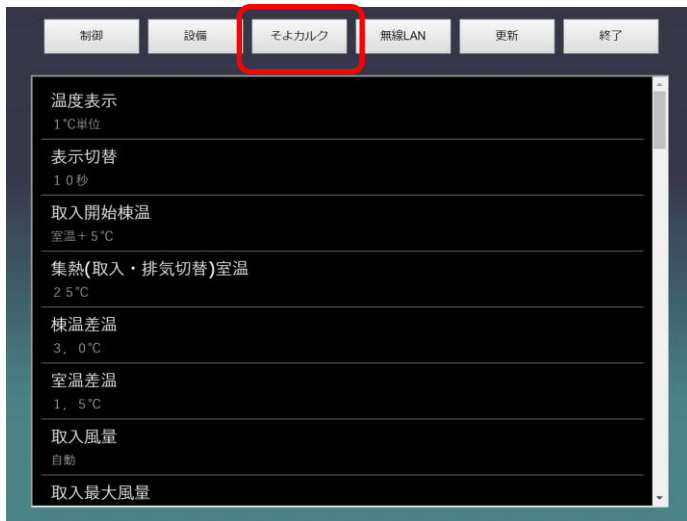 制御
設備
そよカルク
無線LAN
更新
終了
温度表示
1℃単位
表示切替
10秒
取入開始棟温
室温+5℃
集熱(取入・排気切替)室温
25℃
棟温差温
3．0℃
室温差温
1．5℃
取入風量
自動
取入最大風量